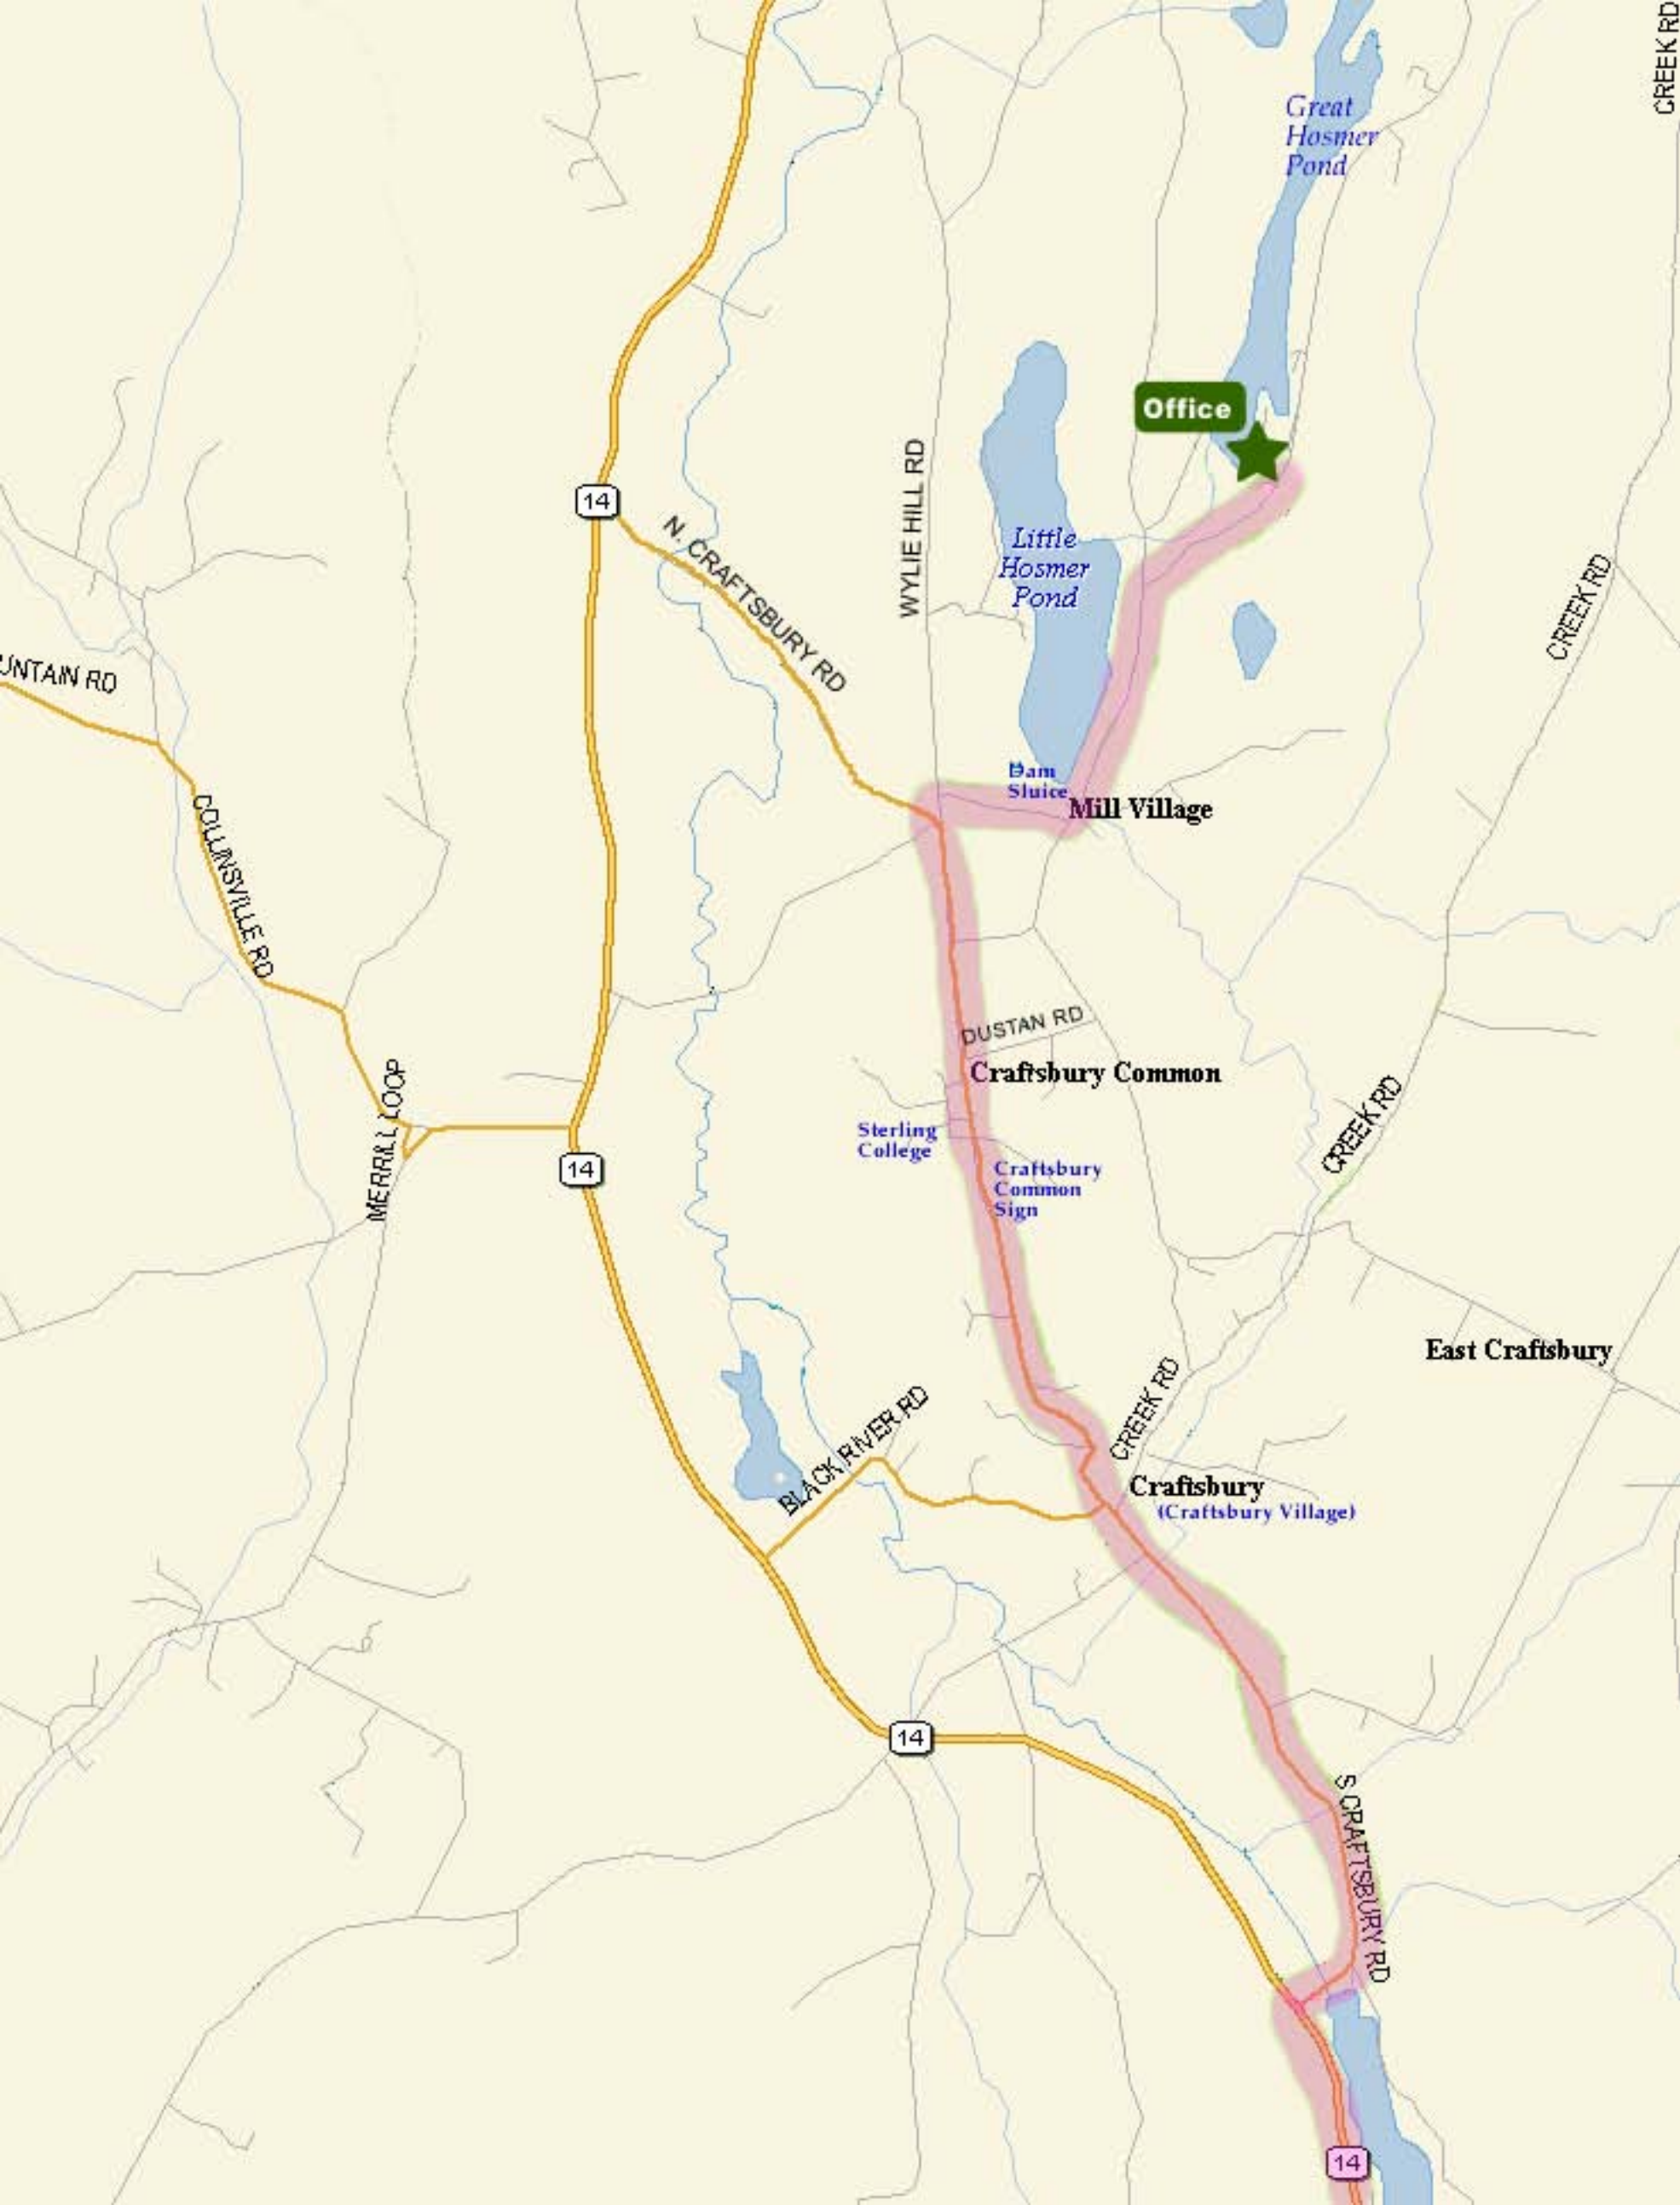 CREEK RD
Great
Hosmer
Pond
Office
WYLIE HILL RD
14
N. CRAFTSBURY RD
Little
Hosmer
Pond
CREEK RD
UNTAIN RD
Dam
Sluice
Mill Village
COLLINSVILLE RD
DUSTAN RD
Craftsbury Common
MERRILL LOOP
CREEK RD
Sterling
College
14
Craftsbury
Common
Sign
East Craftsbury
CREEK RD
BLACK RIVER RD
Craftsbury
(Craftsbury Village)
14
S CRAFTSBURY RD
14